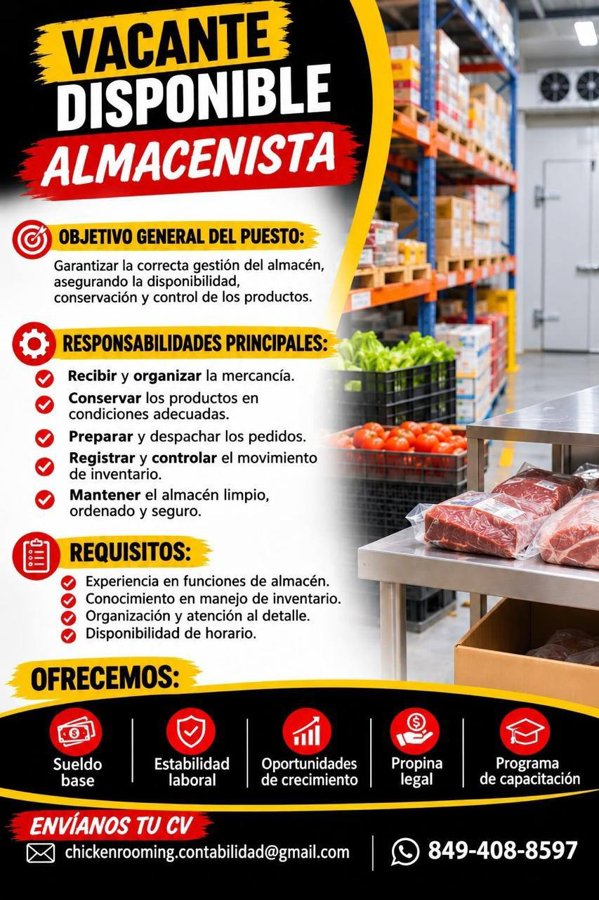 VACANTE
DISPONIBLE
ALMACENISTA
OBJETIVO GENERAL DEL PUESTO:
Garantizar la correcta gestión del almacén,
asegurando la disponibilidad,
conservación y control de los productos.
RESPONSABILIDADES PRINCIPALES:
Recibir y organizar la mercancía.
Conservar los productos en
condiciones adecuadas.
Preparar y despachar los pedidos.
Registrar y controlar el movimiento
de inventario.
Mantener el almacén limpio,
ordenado y seguro.
REQUISITOS:
Experiencia en funciones de almacén.
Conocimiento en manejo de inventario.
Organización y atención al detalle.
Disponibilidad de horario.
OFRECEMOS:
Sueldo
base
Estabilidad
laboral
Oportunidades
de crecimiento
Propina
legal
Programa
de capacitación
ENVÍANOS TU CV
chickenrooming.contabilidad@gmail.com
849-408-8597